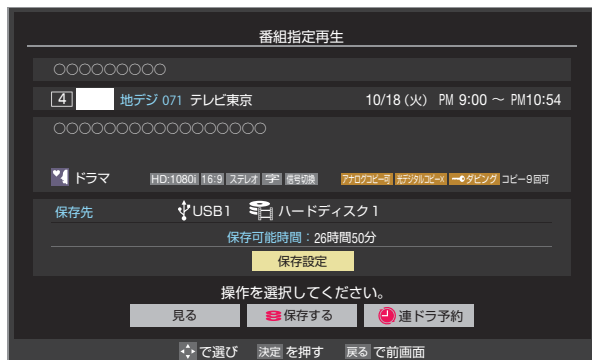 番組指定再生
○○○○○○○○○
4 地デジ 071 テレビ東京 10/18 (火) PM 9:00 ～ PM10:54
○○○○○○○○○○○○○○○○○
ドラマ HD:1080i 16:9 ステレオ 字 信号切換 アナログコピー可 光デジタルコピー× ダビング コピー9回可
保存先 USB1 ハードディスク1
保存可能時間：26時間50分
保存設定
操作を選択してください。
見る 保存する 連ドラ予約
で選び 決定 を押す 戻る で前画面